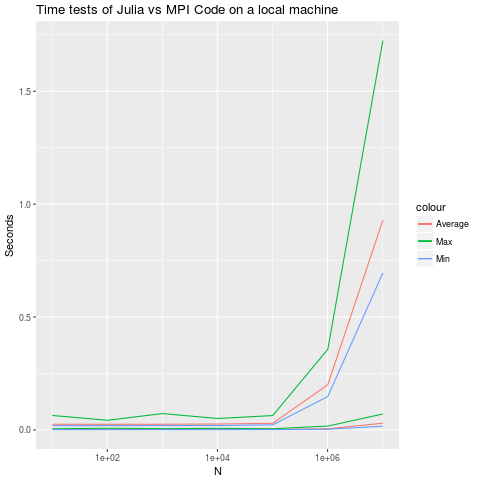 Time tests of Julia vs MPI Code on a local machine
1.5
1.0
0.5
0.0
Seconds
1e+02
1e+04
1e+06
N
colour
Average
Max
Min